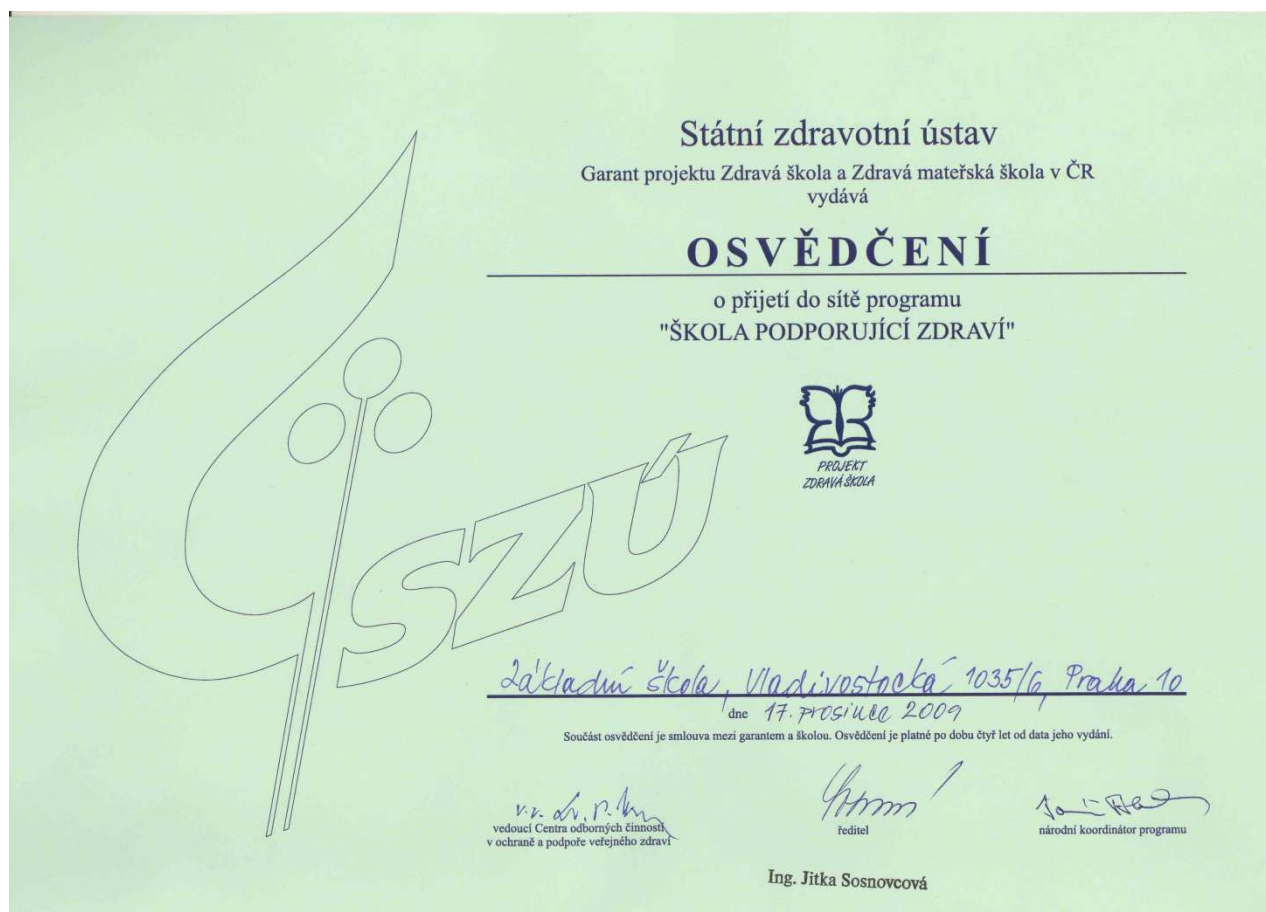 Státní zdravotní ústav
Garant projektu Zdravá škola a Zdravá mateřská škola v ČR
vydává
OSVĚDČENÍ
o přijetí do sítě programu
"ŠKOLA PODPORUJÍCÍ ZDRAVÍ"
PROJEKT
ZDRAVÁ ŠKOLA
SZÚ
Základní škola, Vladivostocká 1035/6, Praha 10
dne 17. prosince 2009
Součást osvědčení je smlouva mezi garantem a školou. Osvědčení je platné po dobu čtyř let od data jeho vydání.
vedoucí Centra odborných činností
v ochraně a podpoře veřejného zdraví
ředitel
národní koordinátor programu
Ing. Jitka Sosnovcová